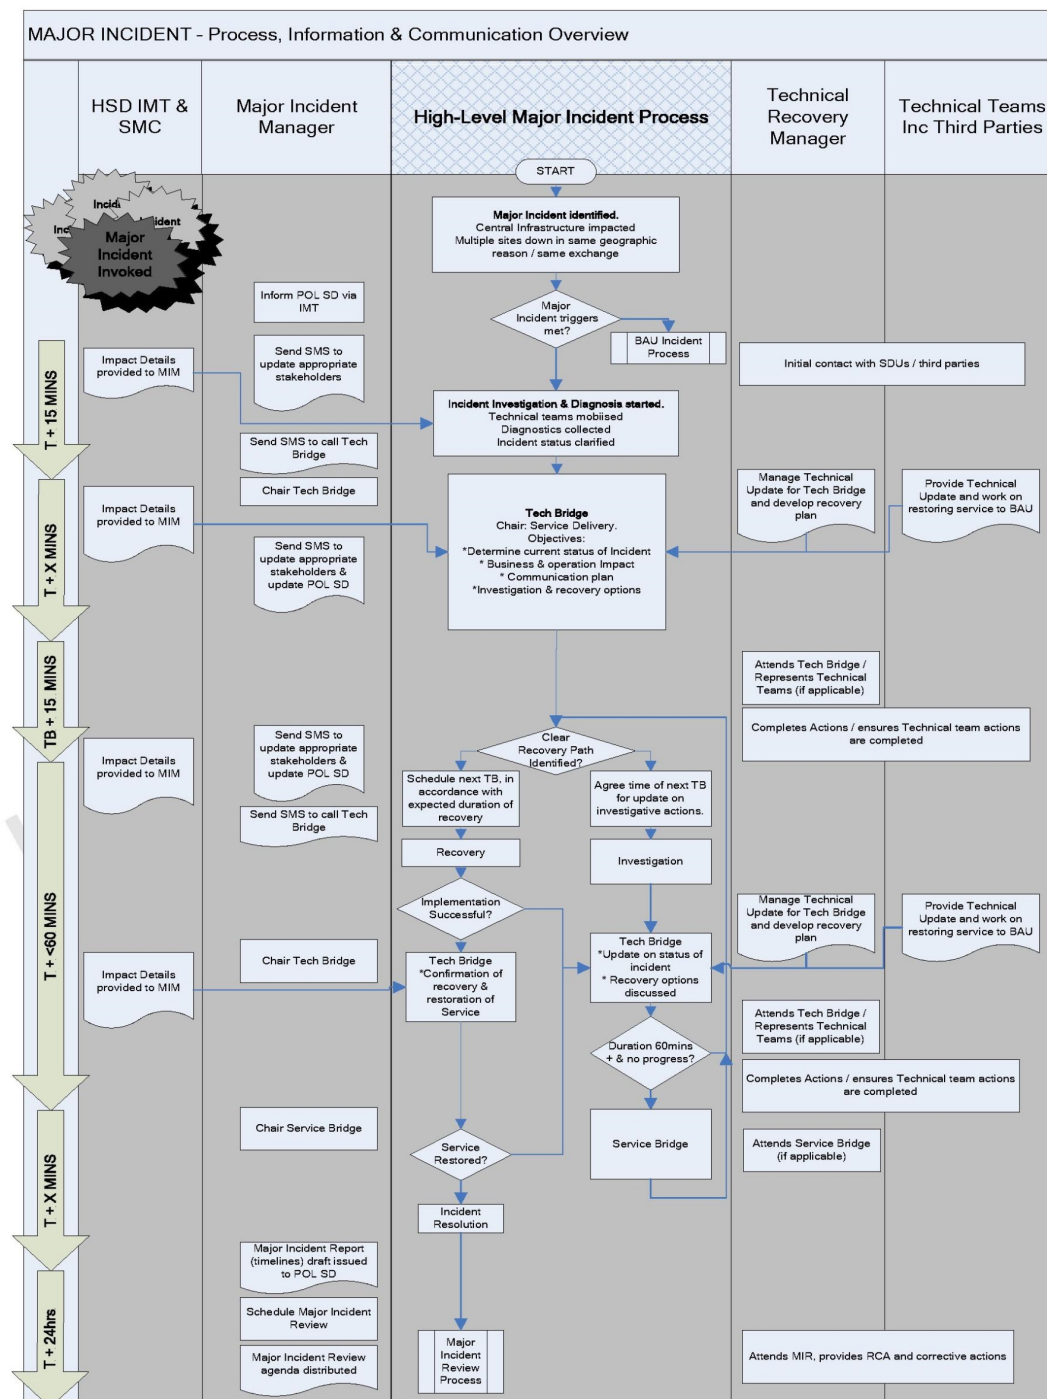 MAJOR INCIDENT - Process, Information & Communication Overview
HSD IMT &
SMC
Major Incident
Manager
High-Level Major Incident Process
Technical
Recovery
Manager
Technical Teams
Inc Third Parties
START
Major
Incident
Invoked
Major Incident identified.
Central Infrastructure impacted
Multiple sites down in same geographic
reason / same exchange
Inform POL SD via
IMT
Major
Incident triggers
met?
BAU Incident
Process
T + 15 MINS
Impact Details
provided to MIM
Send SMS to
update appropriate
stakeholders
Initial contact with SDUs / third parties
Incident Investigation & Diagnosis started.
Technical teams mobiised
Diagnostics collected
Incident status clarified
Send SMS to call Tech
Bridge
Chair Tech Bridge
T + X MINS
Impact Details
provided to MIM
Send SMS to
update appropriate
stakeholders &
update POL SD
Tech Bridge
Chair: Service Delivery.
Objectives:
*Determine current status of Incident
* Business & operation Impact
* Communication plan
*Investigation & recovery options
Manage Technical
Update for Tech Bridge
and develop recovery
plan
Provide Technical
Update and work on
restoring service to BAU
TB + 15 MINS
Attends Tech Bridge /
Represents Technical
Teams (if applicable)
Completes Actions / ensures Technical team actions
are completed
Clear
Recovery Path
Identified?
Impact Details
provided to MIM
Send SMS to
update appropriate
stakeholders &
update POL SD
Send SMS to call Tech
Bridge
Schedule next TB, in
accordance with
expected duration of
recovery
Agree time of next TB
for update on
investigative actions.
Recovery
Investigation
T + <60 MINS
Implementation
Successful?
Manage Technical
Update for Tech Bridge
and develop recovery
plan
Provide Technical
Update and work on
restoring service to BAU
Impact Details
provided to MIM
Chair Tech Bridge
Tech Bridge
*Confirmation of
recovery &
restoration of
Service
Tech Bridge
*Update on status of
incident
* Recovery options
discussed
Attends Tech Bridge /
Represents Technical
Teams (if applicable)
Duration 60mins
+ & no progress?
Completes Actions / ensures Technical team actions
are completed
T + X MINS
Chair Service Bridge
Service
Restored?
Service Bridge
Attends Service Bridge
(if applicable)
Incident
Resolution
Major Incident Report
(timelines) draft issued
to POL SD
T + 24hrs
Schedule Major Incident
Review
Major Incident Review
agenda distributed
Major
Incident
Review
Process
Attends MIR, provides RCA and corrective actions